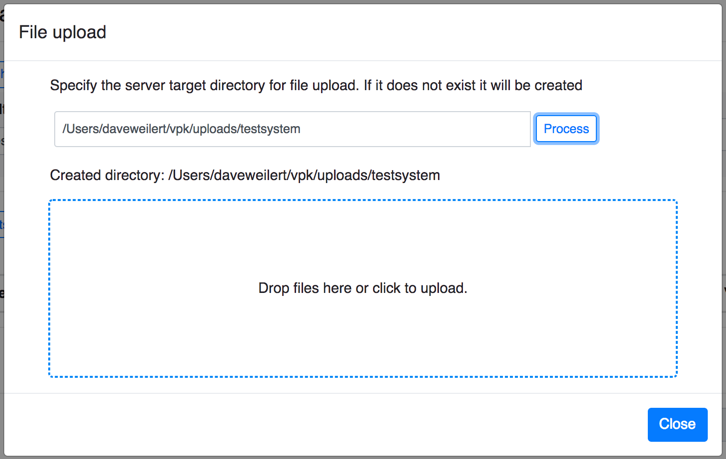 File upload
Specify the server target directory for file upload. If it does not exist it will be created
/Users/daveweilert/vpk/uploads/testsystem
Process
Created directory: /Users/daveweilert/vpk/uploads/testsystem
Drop files here or click to upload.
Close